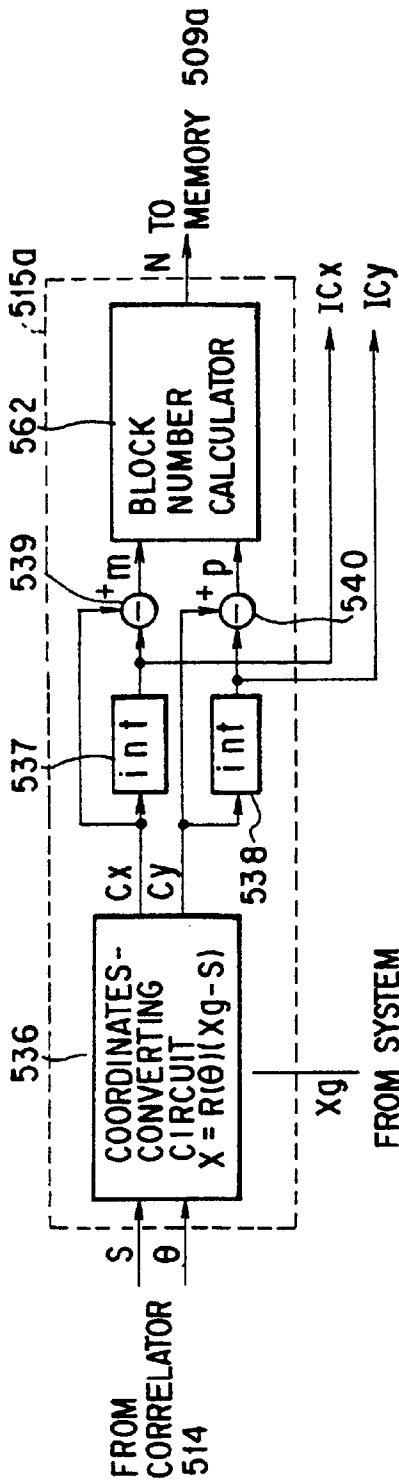 FROM
CORRELATOR
514
S
θ
536
COORDINATES-
CONVERTING
CIRCUIT
X = R(θ)(Xg-S)
Xg
FROM SYSTEM
Cx
Cy
537
int
int
538
539
+
m
-
+
p
-
540
562
BLOCK
NUMBER
CALCULATOR
515a
N TO
MEMORY 509a
ICx
ICy